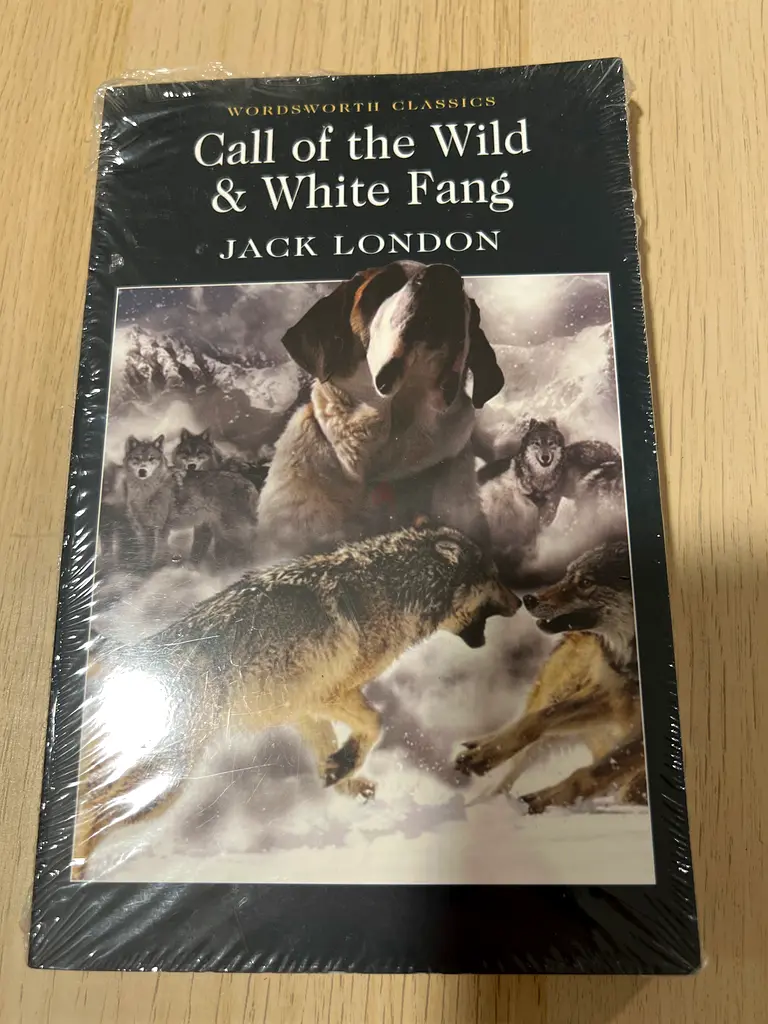 WORDSWORTH CLASSICS
Call of the Wild
& White Fang
JACK LONDON